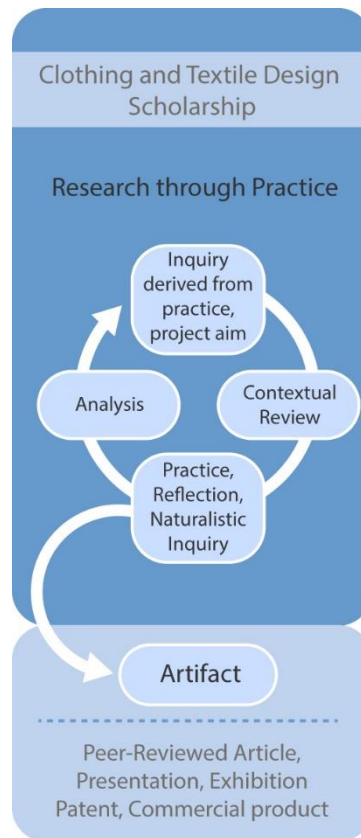 Clothing and Textile Design
Scholarship
Research through Practice
Inquiry
derived from
practice,
project aim
Analysis
Contextual
Review
Practice,
Reflection,
Naturalistic
Inquiry
Artifact
Peer-Reviewed Article,
Presentation, Exhibition
Patent, Commercial product